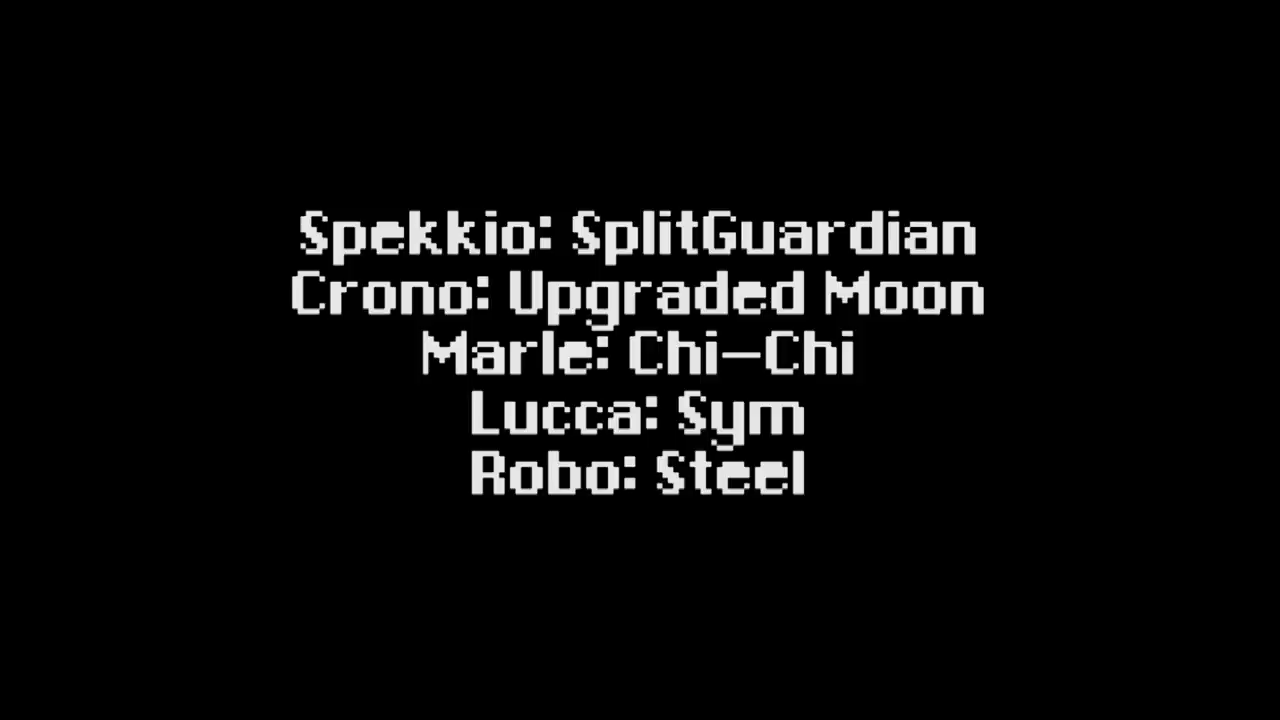 Spekkio: SplitGuardian
Crono: Upgraded Moon
Marle: Chi-Chi
Lucca: Sym
Robo: Steel